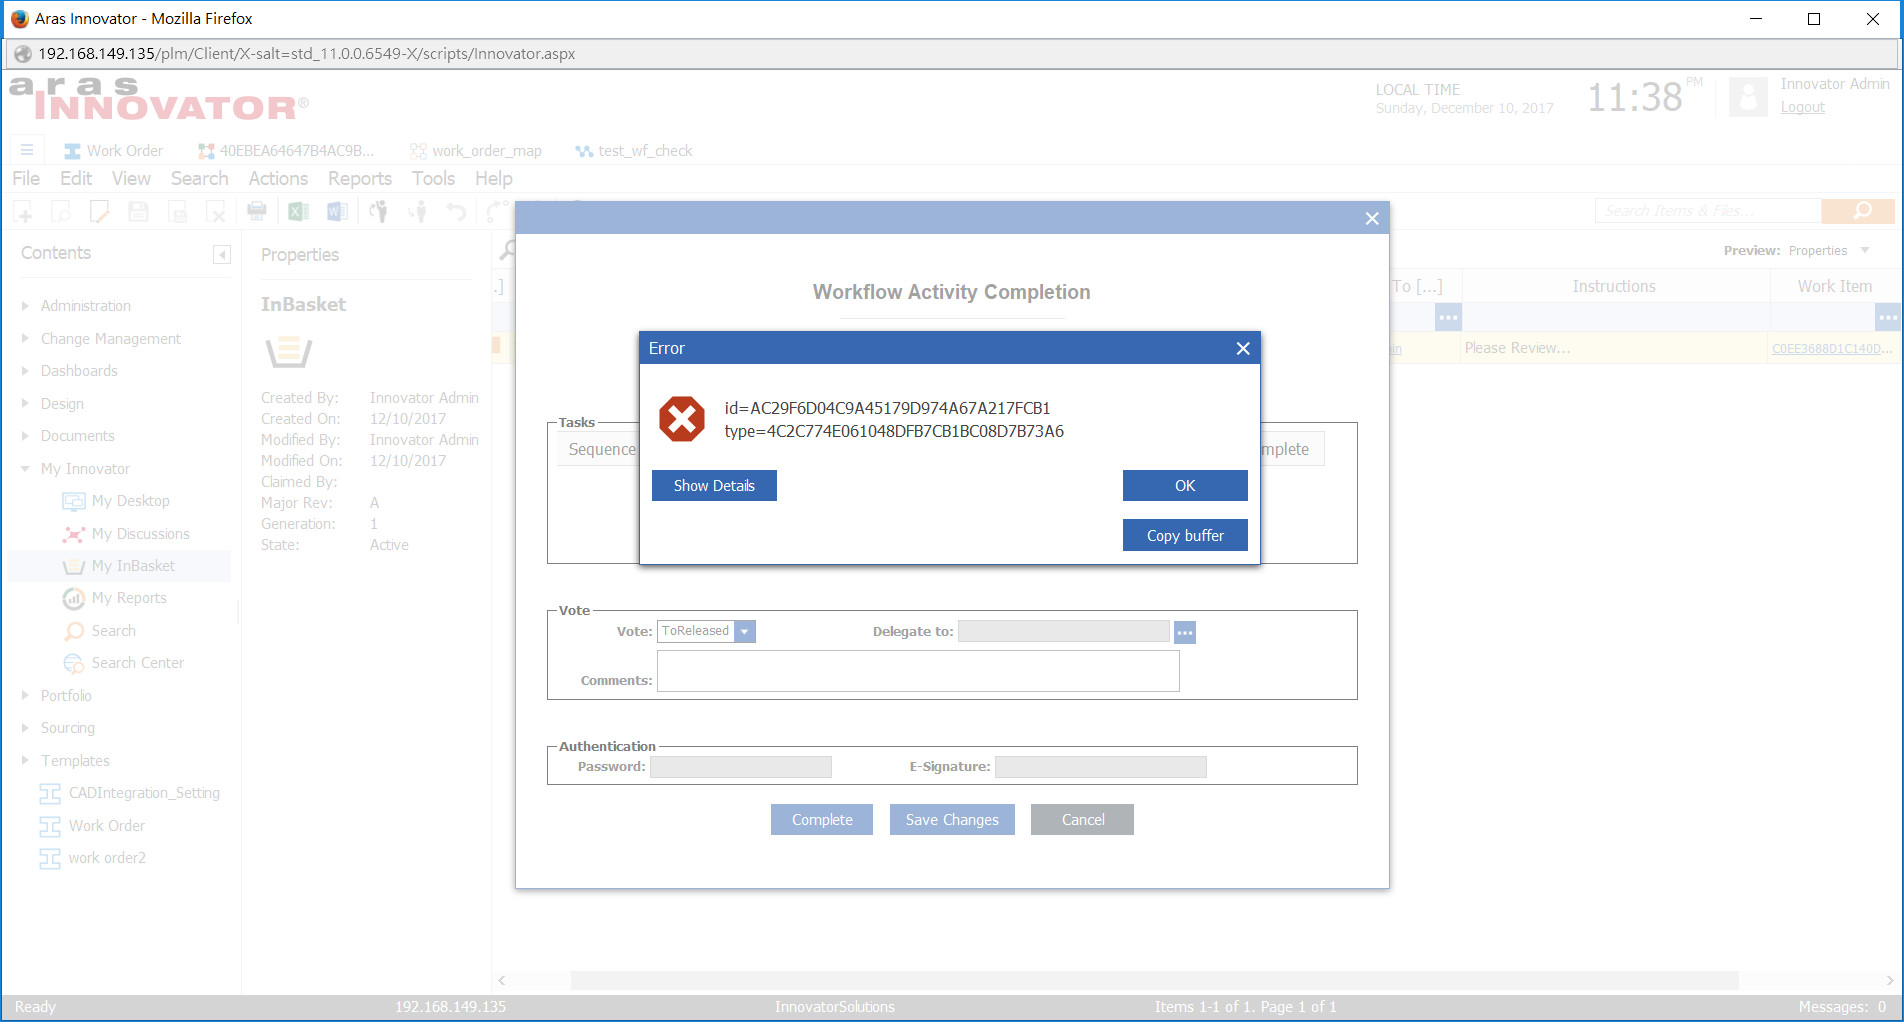 Aras Innovator - Mozilla Firefox
192.168.149.135/plm/Client/X-salt=std_11.0.0.6549-X/scripts/Innovator.aspx
aras
INNOVATOR®
LOCAL TIME
Sunday, December 10, 2017
11:38 PM
Innovator Admin
Logout
Work Order
40EBEA64647B4AC9B...
work_order_map
test_wf_check
File Edit View Search Actions Reports Tools Help
Search Items & Files...
Contents
Administration
Change Management
Dashboards
Design
Documents
My Innovator
My Desktop
My Discussions
My InBasket
My Reports
Search
Search Center
Portfolio
Sourcing
Templates
CADIntegration_Setting
Work Order
work order2
Properties
InBasket
Created By: Innovator Admin
Created On: 12/10/2017
Modified By: Innovator Admin
Modified On: 12/10/2017
Claimed By:
Major Rev: A
Generation: 1
State: Active
Preview: Properties
.] To [...] Instructions Work Item
in Please Review... C0EE3688D1C140D...
Workflow Activity Completion
Error
id=AC29F6D04C9A45179D974A67A217FCB1
type=4C2C774E061048DFB7CB1BC08D7B73A6
Show Details
OK
Copy buffer
Tasks
Sequence mplete
Vote
Vote: ToReleased Delegate to:
Comments:
Authentication
Password: E-Signature:
Complete Save Changes Cancel
Ready 192.168.149.135 InnovatorSolutions Items 1-1 of 1. Page 1 of 1 Messages: 0